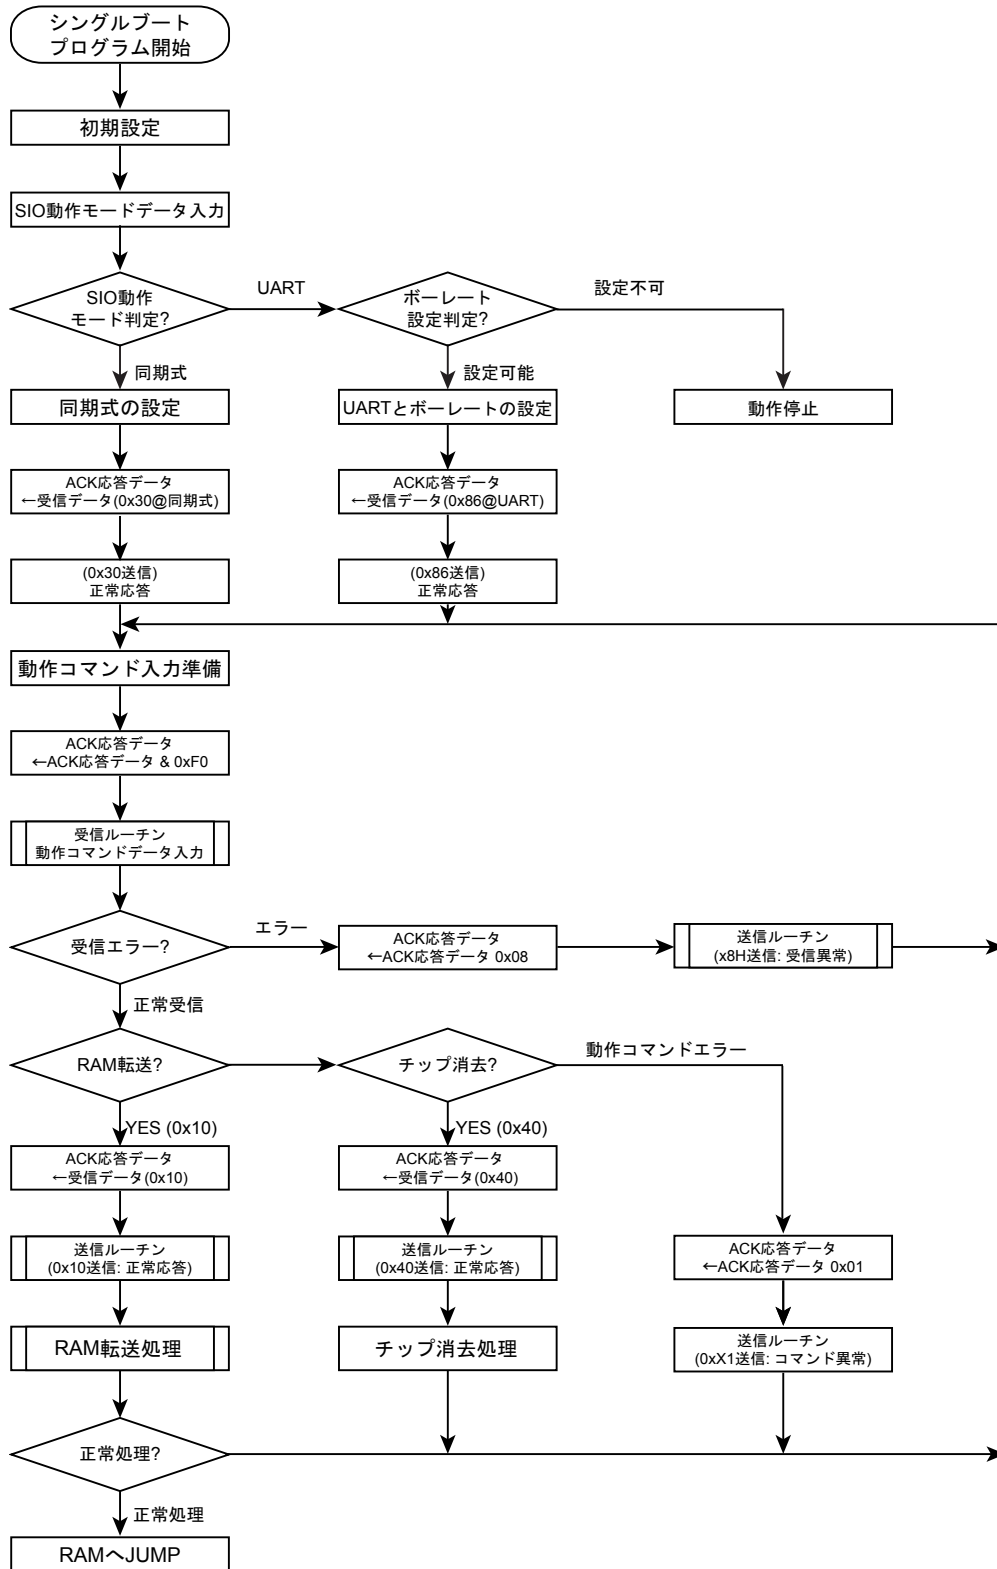 シングルブート
プログラム開始
初期設定
SIO動作モードデータ入力
SIO動作
モード判定?
UART
ボーレート
設定判定?
設定不可
同期式
設定可能
同期式の設定
UARTとボーレートの設定
動作停止
ACK応答データ
←受信データ(0x30@同期式)
ACK応答データ
←受信データ(0x86@UART)
(0x30送信)
正常応答
(0x86送信)
正常応答
動作コマンド入力準備
ACK応答データ
←ACK応答データ & 0xF0
受信ルーチン
動作コマンドデータ入力
受信エラー?
エラー
ACK応答データ
←ACK応答データ 0x08
送信ルーチン
(x8H送信: 受信異常)
正常受信
RAM転送?
チップ消去?
動作コマンドエラー
YES (0x10)
YES (0x40)
ACK応答データ
←受信データ(0x10)
ACK応答データ
←受信データ(0x40)
送信ルーチン
(0x10送信: 正常応答)
送信ルーチン
(0x40送信: 正常応答)
ACK応答データ
←ACK応答データ 0x01
RAM転送処理
チップ消去処理
送信ルーチン
(0xX1送信: コマンド異常)
正常処理?
正常処理
RAMへJUMP